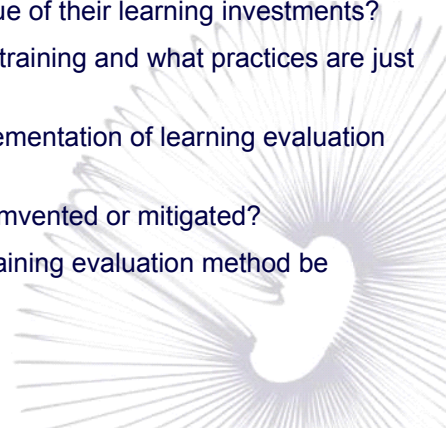 ue of their learning investments?
training and what practices are just
ementation of learning evaluation
mvented or mitigated?
aining evaluation method be